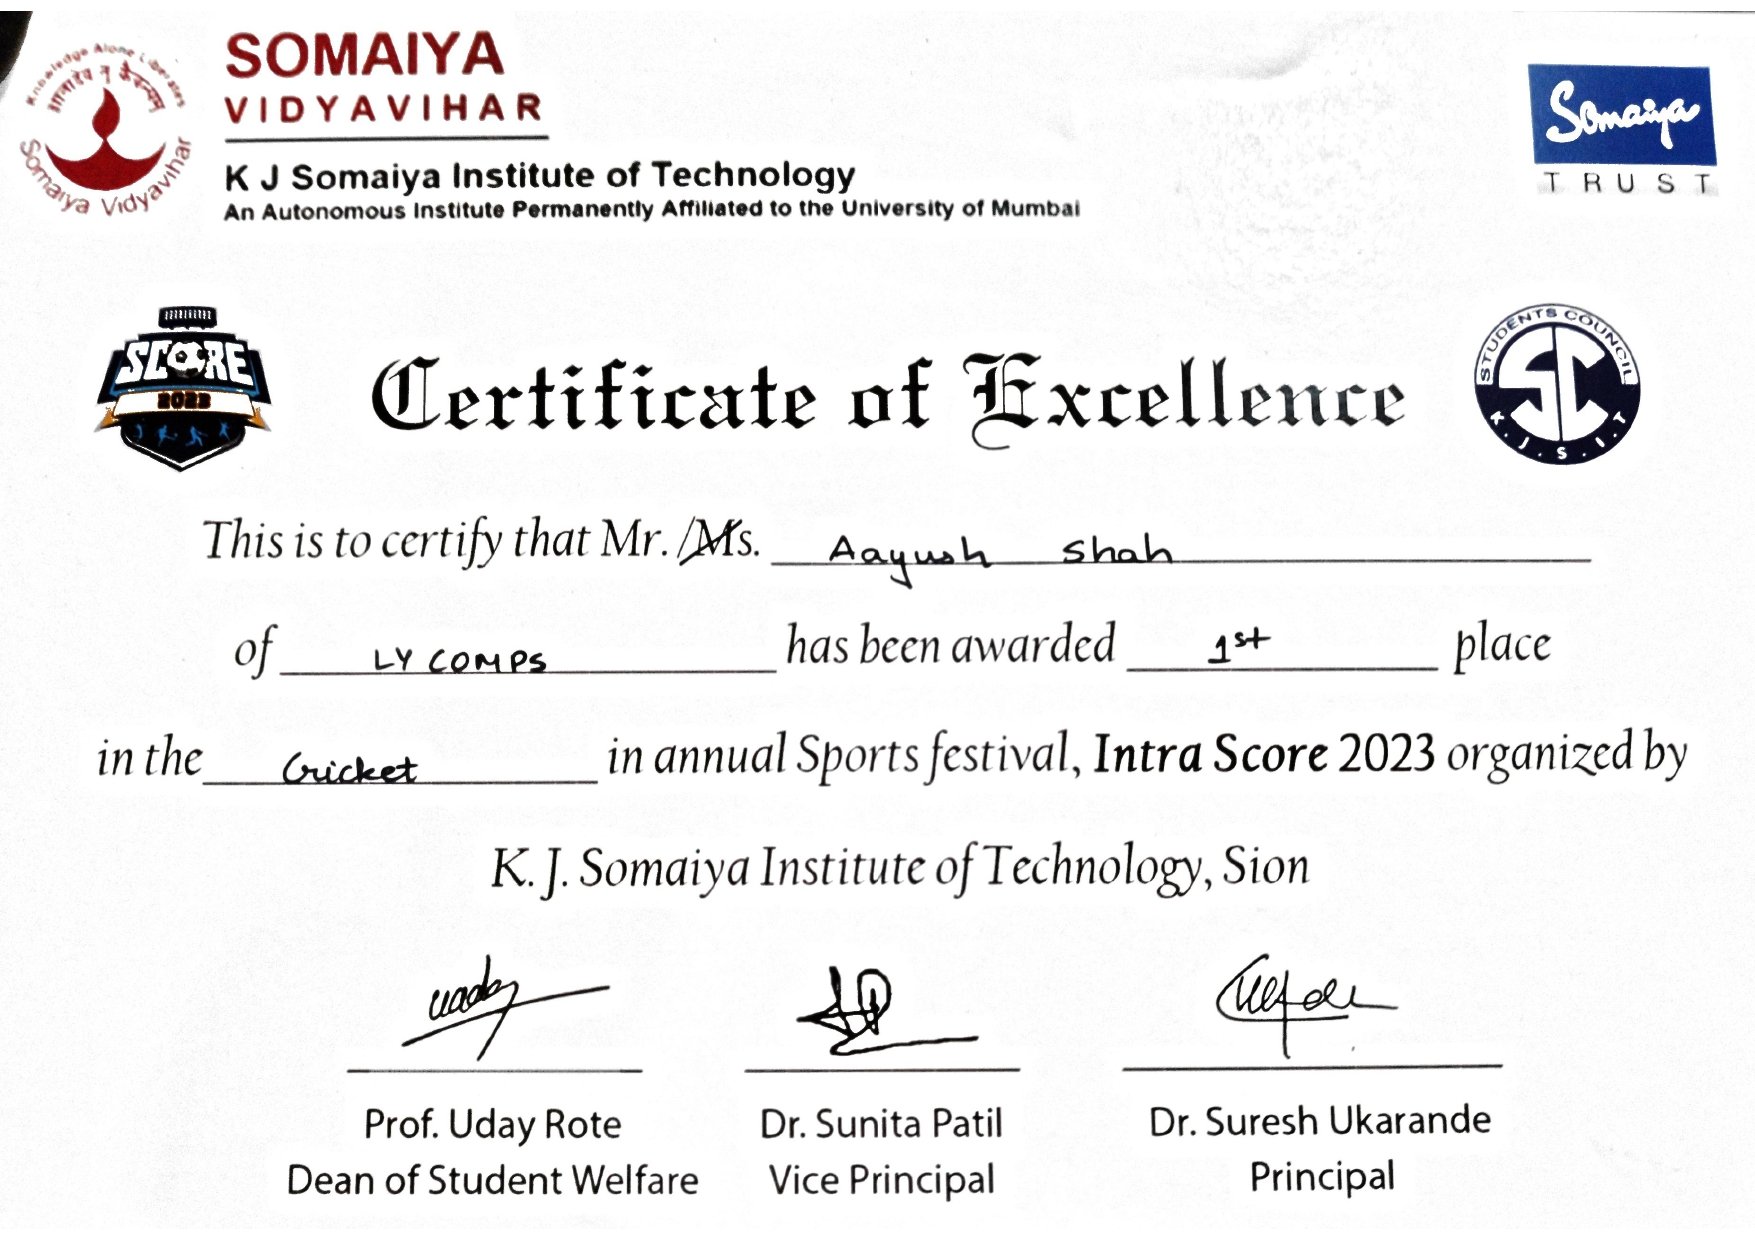 Knowledge Alone Liberates
ज्ञानादेव तु कैवल्यम्
Somaiya Vidyavihar
SOMAIYA
VIDYAVIHAR
K J Somaiya Institute of Technology
An Autonomous Institute Permanently Affiliated to the University of Mumbai
Somaiya
TRUST
SCORE
2023
Certificate of Excellence
STUDENTS COUNCIL
SC
K.J.S.I.T
This is to certify that Mr./Ms. Aayush Shah
of LY COMPS has been awarded 1st place
in the Cricket in annual Sports festival, Intra Score 2023 organized by
K. J. Somaiya Institute of Technology, Sion
Prof. Uday Rote
Dean of Student Welfare
Dr. Sunita Patil
Vice Principal
Dr. Suresh Ukarande
Principal